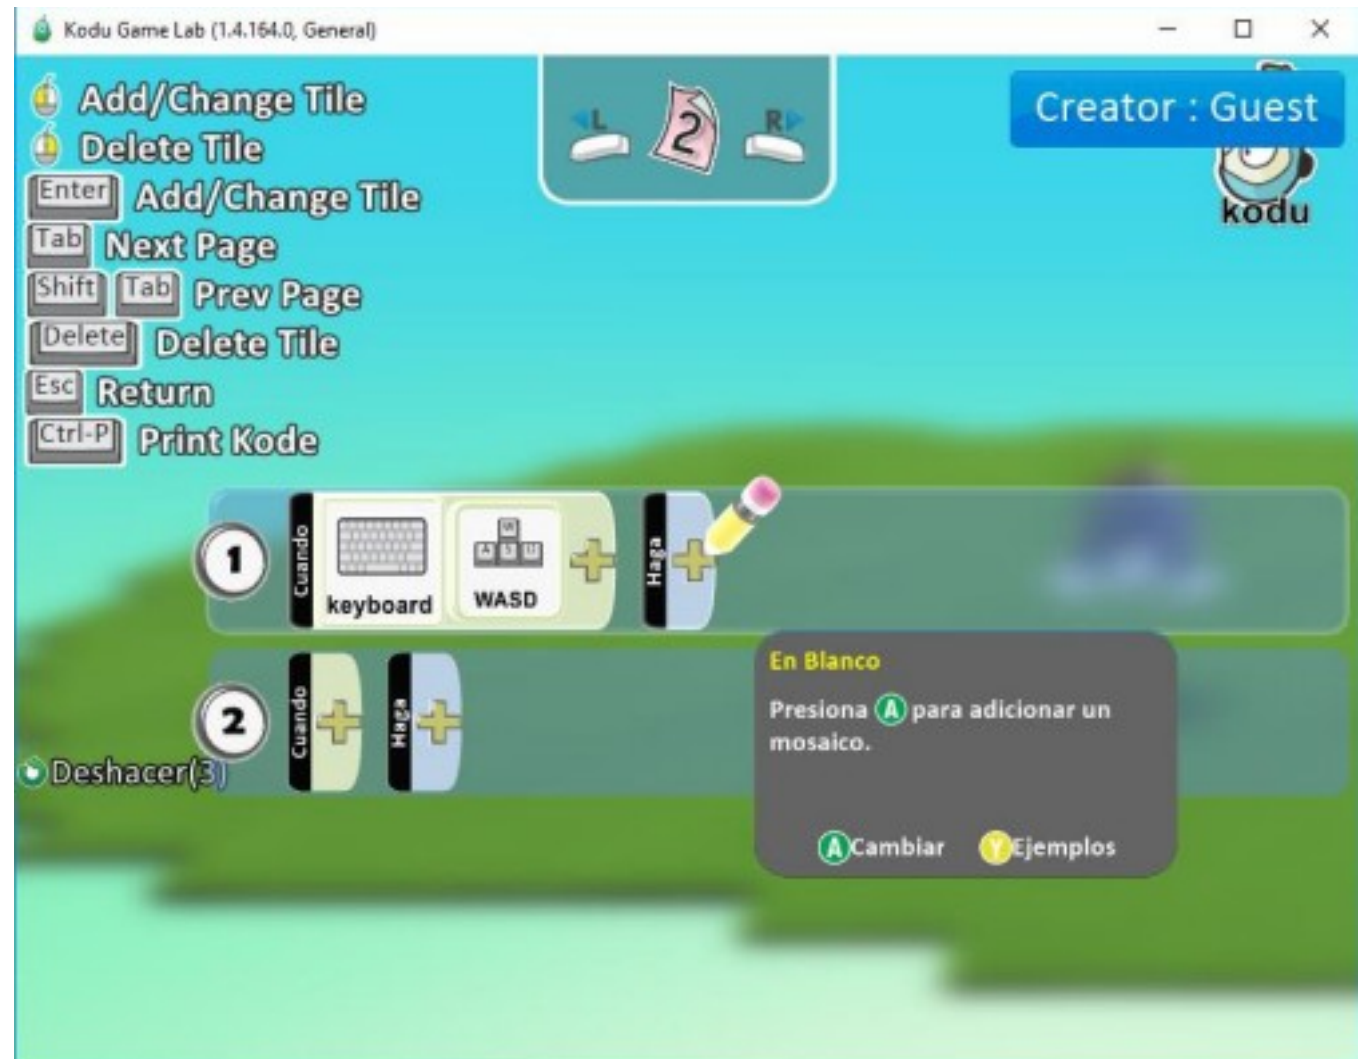 Kodu Game Lab (1.4.164.0, General)
Add/Change Tile
Delete Tile
Enter Add/Change Tile
Tab Next Page
Shift Tab Prev Page
Delete Delete Tile
Esc Return
Ctrl-P Print Kode
L 2 R
Creator : Guest
kodu
1 Cuando keyboard W A S D WASD Haga
2 Cuando Haga
Deshacer(3)
En Blanco
Presiona A para adicionar un
mosaico.
A Cambiar Y Ejemplos